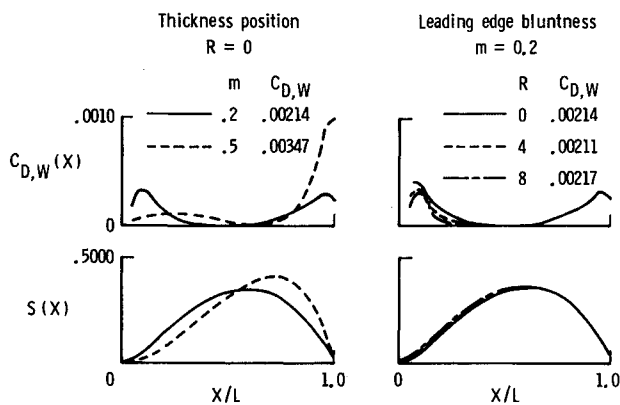 Thickness position
R = 0
m C_D,W
.2 .00214
.5 .00347
Leading edge bluntness
m = 0.2
R C_D,W
0 .00214
4 .00211
8 .00217
.0010
C_D,W(X)
0
.5000
S(X)
0 1.0
X/L
0 1.0
X/L